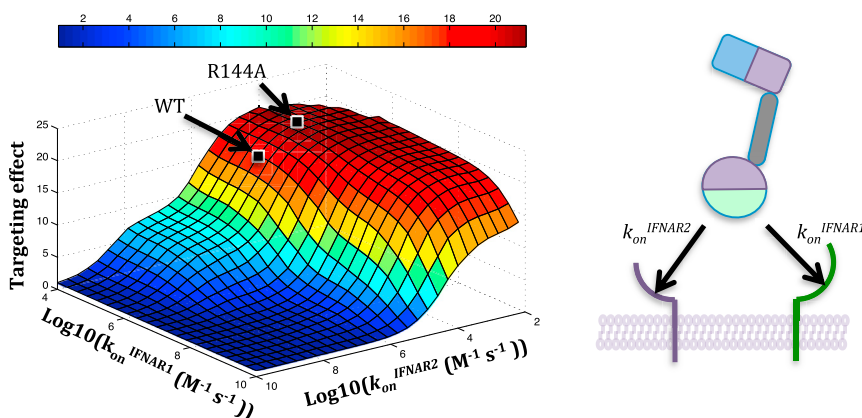 2 4 6 8 10 12 14 16 18 20
R144A
WT
25
20
15
10
5
0
Targeting effect
4
6
8
10
Log10(k_on^IFNAR1 (M^-1 s^-1))
10
8
6
4
2
Log10(k_on^IFNAR2 (M^-1 s^-1))
k_on^IFNAR2
k_on^IFNAR1